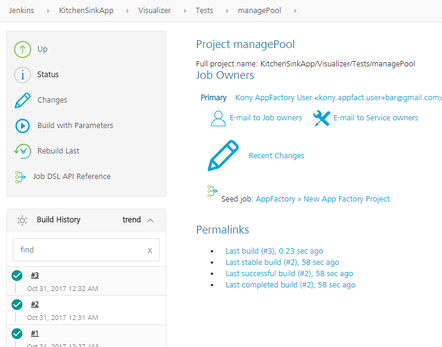 Jenkins › KitchenSinkApp › Visualizer › Tests › managePool ›
Up
Status
Changes
Build with Parameters
Rebuild Last
Job DSL API Reference
Build History trend
find x
#3
Oct 31, 2017 12:32 AM
#2
Oct 31, 2017 12:31 AM
#1
Oct 31, 2017 12:27 AM
Project managePool
Full project name: KitchenSinkApp/Visualizer/Tests/managePool
Job Owners
Primary Kony AppFactory User <kony.appfact.user+bar@gmail.com>
E-mail to Job owners E-mail to Service owners
Recent Changes
Seed job: AppFactory » New App Factory Project
Permalinks
• Last build (#3), 0.23 sec ago
• Last stable build (#2), 58 sec ago
• Last successful build (#2), 58 sec ago
• Last completed build (#2), 58 sec ago